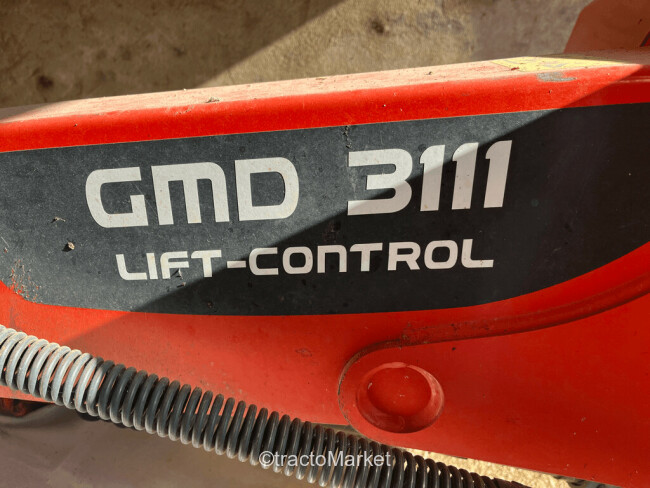 GMD 3111
LIFT-CONTROL
©tractoMarket